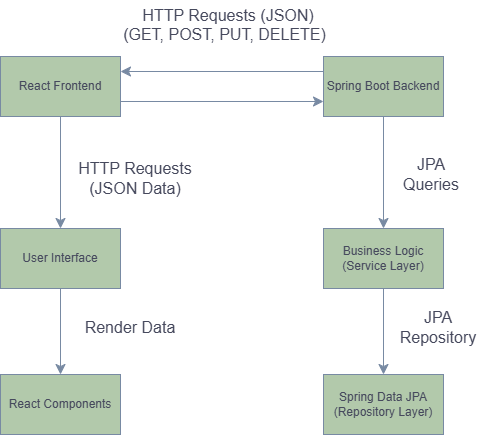 HTTP Requests (JSON)
(GET, POST, PUT, DELETE)
React Frontend
Spring Boot Backend
HTTP Requests
(JSON Data)
JPA
Queries
User Interface
Business Logic
(Service Layer)
Render Data
JPA
Repository
React Components
Spring Data JPA
(Repository Layer)